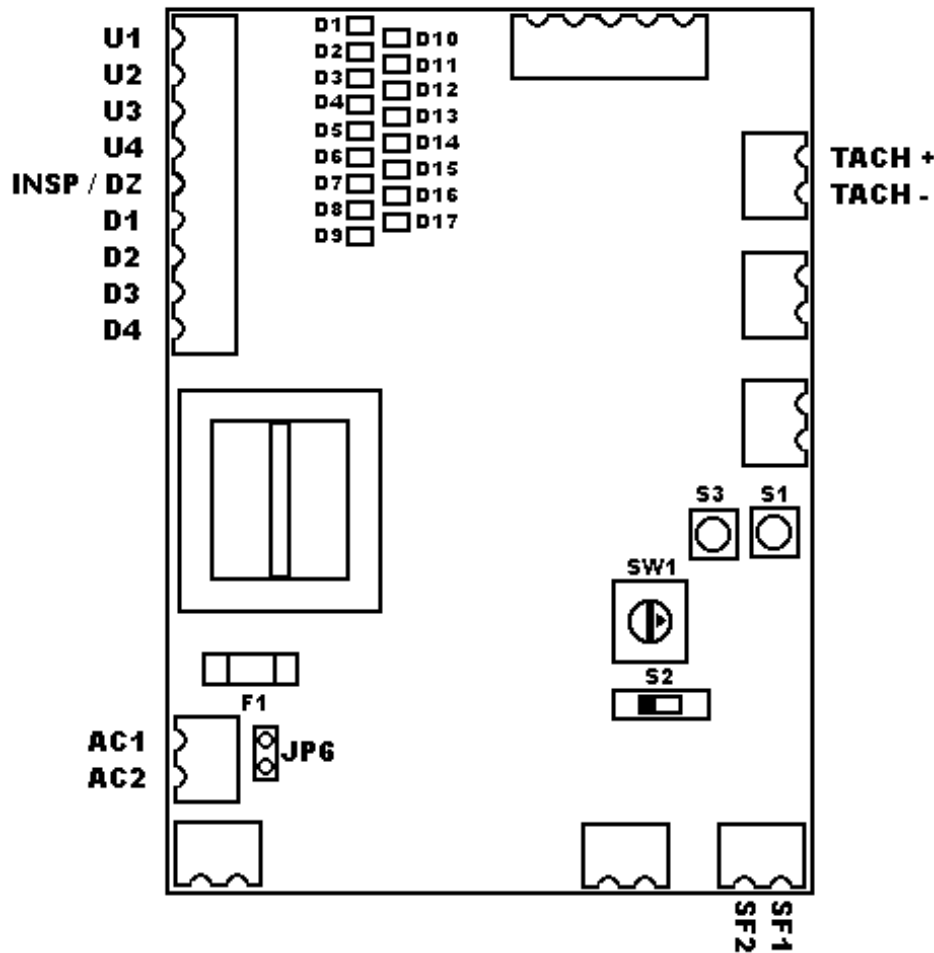 U1
U2
U3
U4
INSP / DZ
D1
D2
D3
D4
D1
D2
D3
D4
D5
D6
D7
D8
D9
D10
D11
D12
D13
D14
D15
D16
D17
TACH +
TACH -
S3
S1
SW1
S2
F1
JP6
AC1
AC2
SF2
SF1